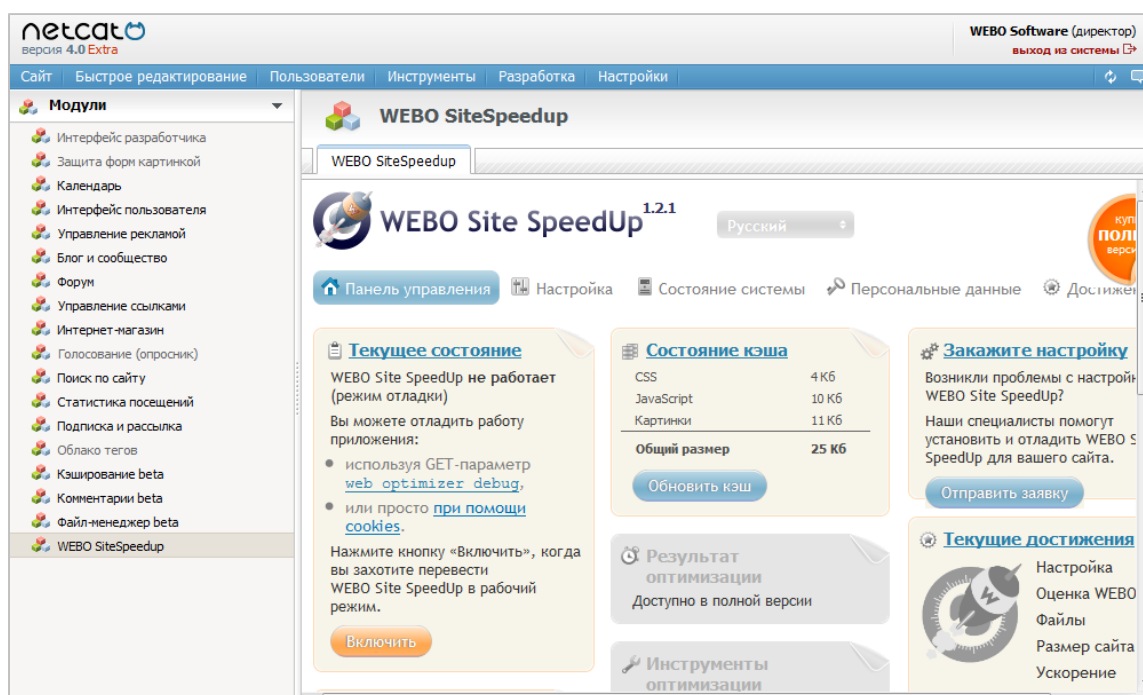 netcat
версия 4.0 Extra
WEBO Software (директор)
выход из системы
Сайт Быстрое редактирование Пользователи Инструменты Разработка Настройки
Модули
Интерфейс разработчика
Защита форм картинкой
Календарь
Интерфейс пользователя
Управление рекламой
Блог и сообщество
Форум
Управление ссылками
Интернет-магазин
Голосование (опросник)
Поиск по сайту
Статистика посещений
Подписка и рассылка
Облако тегов
Кэширование beta
Комментарии beta
Файл-менеджер beta
WEBO SiteSpeedup
WEBO SiteSpeedup
WEBO SiteSpeedup
WEBO Site SpeedUp 1.2.1
Русский
Панель управления Настройка Состояние системы Персональные данные
Текущее состояние
WEBO Site SpeedUp не работает
(режим отладки)
Вы можете отладить работу
приложения:
используя GET-параметр
web optimizer debug,
или просто при помощи
cookies.
Нажмите кнопку «Включить», когда
вы захотите перевести
WEBO Site SpeedUp в рабочий
режим.
Включить
Состояние кэша
CSS 4 Кб
JavaScript 10 Кб
Картинки 11 Кб
Общий размер 25 Кб
Обновить кэш
Результат
оптимизации
Доступно в полной версии
Инструменты
оптимизации
Закажите настройку
Возникли проблемы с
WEBO Site SpeedUp?
Наши специалисты помогут
установить и отладить WEBO S
SpeedUp для вашего сайта.
Отправить заявку
Текущие достижения
Настройка
Оценка WEBO
Файлы
Размер сайта
Ускорение